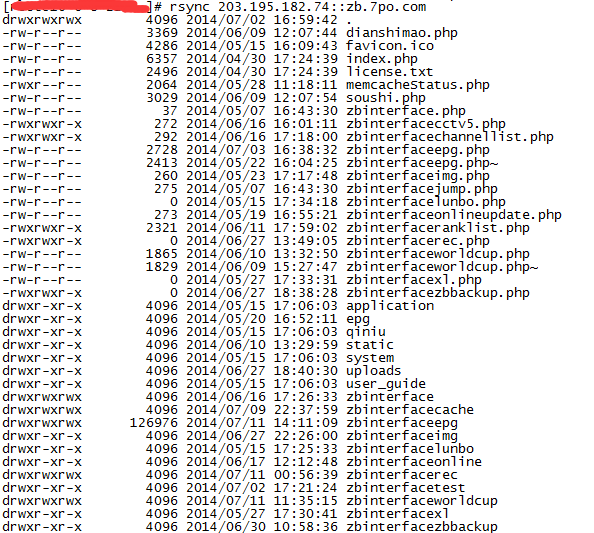 [ ]# rsync 203.195.182.74::zb.7po.com
drwxrwxrwx 4096 2014/07/02 16:59:42 .
-rw-r--r-- 3369 2014/06/09 12:07:44 dianshimao.php
-rw-r--r-- 4286 2014/05/15 16:09:43 favicon.ico
-rw-r--r-- 6357 2014/04/30 17:24:39 index.php
-rw-r--r-- 2496 2014/04/30 17:24:39 license.txt
-rwxr--r-- 2064 2014/05/28 11:18:11 memcacheStatus.php
-rw-r--r-- 3029 2014/06/09 12:07:54 soushi.php
-rw-r--r-- 37 2014/05/07 16:43:30 zbinterface.php
-rwxrwxr-x 272 2014/06/16 16:01:11 zbinterfacecctv5.php
-rwxrwxr-x 292 2014/06/16 17:18:00 zbinterfacechannellist.php
-rw-r--r-- 2728 2014/07/03 16:38:32 zbinterfaceepg.php
-rw-r--r-- 2413 2014/05/22 16:04:25 zbinterfaceepg.php~
-rw-r--r-- 260 2014/05/23 17:17:48 zbinterfaceimg.php
-rw-r--r-- 275 2014/05/07 16:43:30 zbinterfacejump.php
-rw-r--r-- 0 2014/05/15 17:34:18 zbinterfacelunbo.php
-rw-r--r-- 273 2014/05/19 16:55:21 zbinterfaceonlineupdate.php
-rwxrwxr-x 2321 2014/06/11 17:59:02 zbinterfaceranklist.php
-rwxrwxr-x 0 2014/06/27 13:49:05 zbinterfacerec.php
-rw-r--r-- 1865 2014/06/10 13:32:50 zbinterfaceworldcup.php
-rw-r--r-- 1829 2014/06/09 15:27:47 zbinterfaceworldcup.php~
-rw-r--r-- 0 2014/05/27 17:33:31 zbinterfacexl.php
-rwxrwxr-x 0 2014/06/27 18:38:28 zbinterfacezbbackup.php
drwxr-xr-x 4096 2014/05/15 17:06:03 application
drwxr-xr-x 4096 2014/05/20 16:52:11 epg
drwxr-xr-x 4096 2014/05/15 17:06:03 qiniu
drwxr-xr-x 4096 2014/06/10 13:29:59 static
drwxr-xr-x 4096 2014/05/15 17:06:03 system
drwxr-xr-x 4096 2014/06/27 18:40:30 uploads
drwxr-xr-x 4096 2014/05/15 17:06:03 user_guide
drwxrwxrwx 4096 2014/06/16 17:26:33 zbinterface
drwxrwxrwx 4096 2014/07/09 22:37:59 zbinterfacecache
drwxrwxrwx 126976 2014/07/11 14:11:09 zbinterfaceepg
drwxr-xr-x 4096 2014/06/27 22:26:00 zbinterfaceimg
drwxr-xr-x 4096 2014/05/15 17:25:33 zbinterfacelunbo
drwxr-xr-x 4096 2014/06/17 12:12:48 zbinterfaceonline
drwxrwxrwx 4096 2014/07/11 00:56:39 zbinterfacerec
drwxr-xr-x 4096 2014/07/02 17:21:24 zbinterfacetest
drwxrwxrwx 4096 2014/07/11 11:35:15 zbinterfaceworldcup
drwxr-xr-x 4096 2014/05/27 17:30:41 zbinterfacexl
drwxr-xr-x 4096 2014/06/30 10:58:36 zbinterfacezbbackup